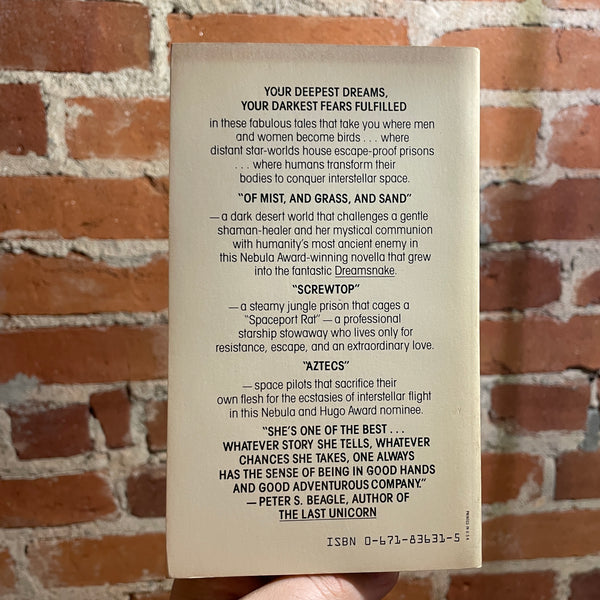 YOUR DEEPEST DREAMS,
YOUR DARKEST FEARS FULFILLED
in these fabulous tales that take you where men
and women become birds . . . where
distant star-worlds house escape-proof prisons
. . . where humans transform their
bodies to conquer interstellar space.
"OF MIST, AND GRASS, AND SAND"
—a dark desert world that challenges a gentle
shaman-healer and her mystical communion
with humanity's most ancient enemy in
this Nebula Award-winning novella that grew
into the fantastic Dreamsnake.
"SCREWTOP"
—a steamy jungle prison that cages a
"Spaceport Rat"—a professional
starship stowaway who lives only for
resistance, escape, and an extraordinary love.
"AZTECS"
—space pilots that sacrifice their
own flesh for the ecstasies of interstellar flight
in this Nebula and Hugo Award nominee.
"SHE'S ONE OF THE BEST . . .
WHATEVER STORY SHE TELLS, WHATEVER
CHANCES SHE TAKES, ONE ALWAYS
HAS THE SENSE OF BEING IN GOOD HANDS
AND GOOD ADVENTUROUS COMPANY."
—PETER S. BEAGLE, AUTHOR OF
THE LAST UNICORN
ISBN 0-671-83631-5
PRINTED IN U.S.A.